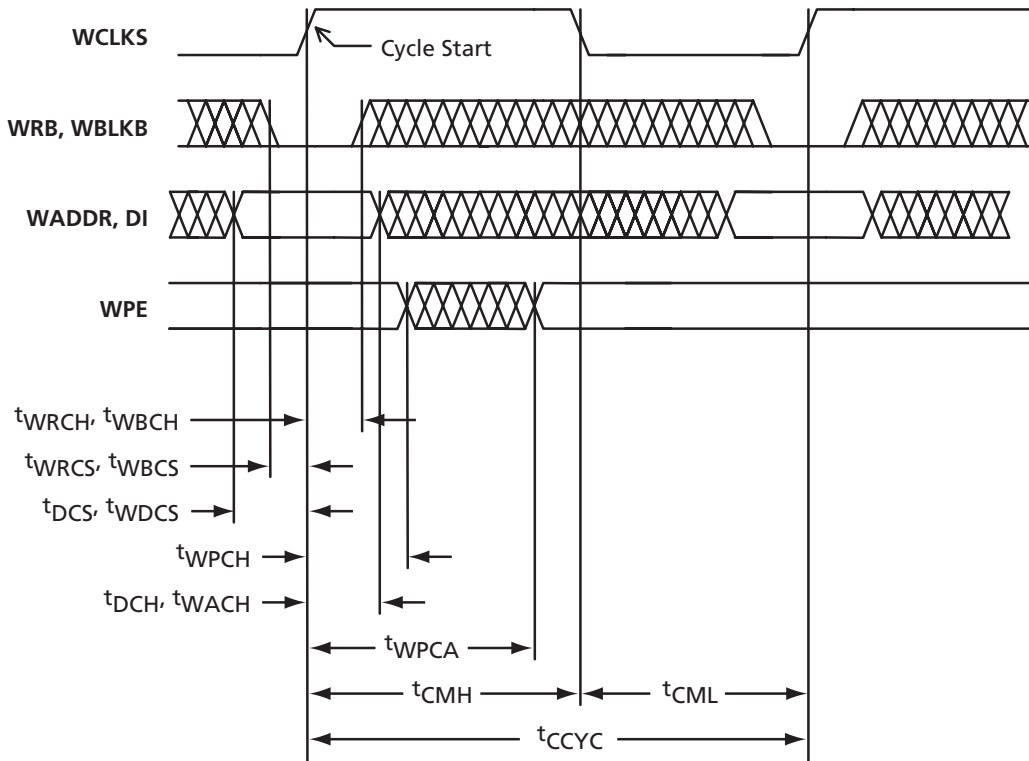 WCLKS
Cycle Start
WRB, WBLKB
WADDR, DI
WPE
tWRCH, tWBCH
tWRCS, tWBCS
tDCS, tWDCS
tWPCH
tDCH, tWACH
tWPCA
tCMH
tCML
tCCYC